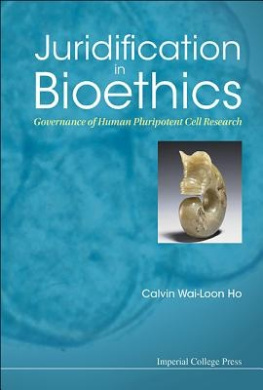 Juridification
in
Bioethics
Governance of Human Pluripotent Cell Research
Calvin Wai-Loon Ho
Imperial College Press